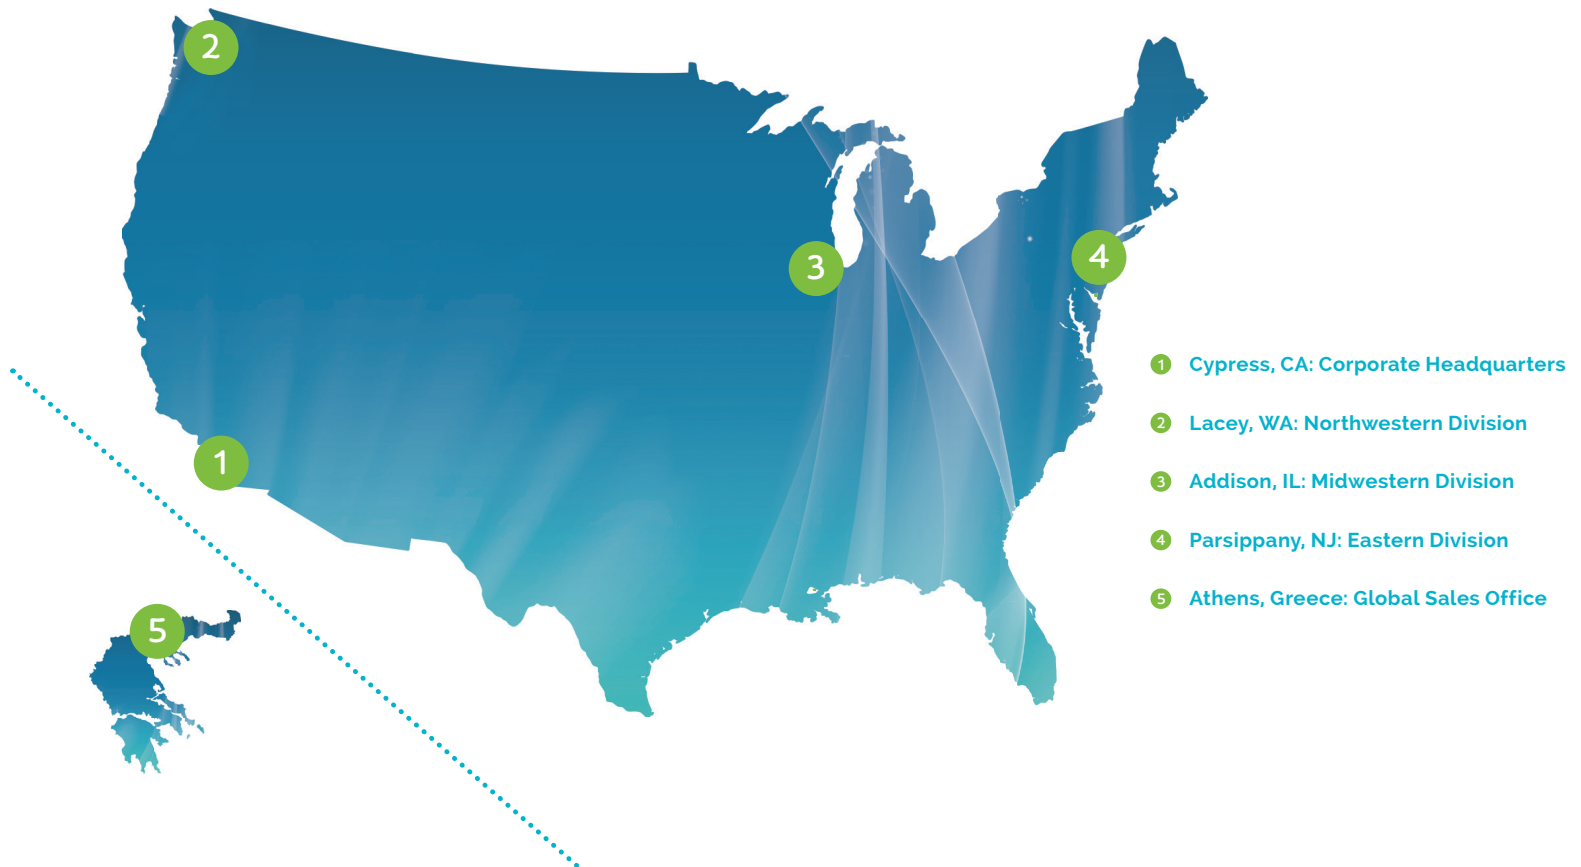 2
3
4
1
5
1 Cypress, CA: Corporate Headquarters
2 Lacey, WA: Northwestern Division
3 Addison, IL: Midwestern Division
4 Parsippany, NJ: Eastern Division
5 Athens, Greece: Global Sales Office